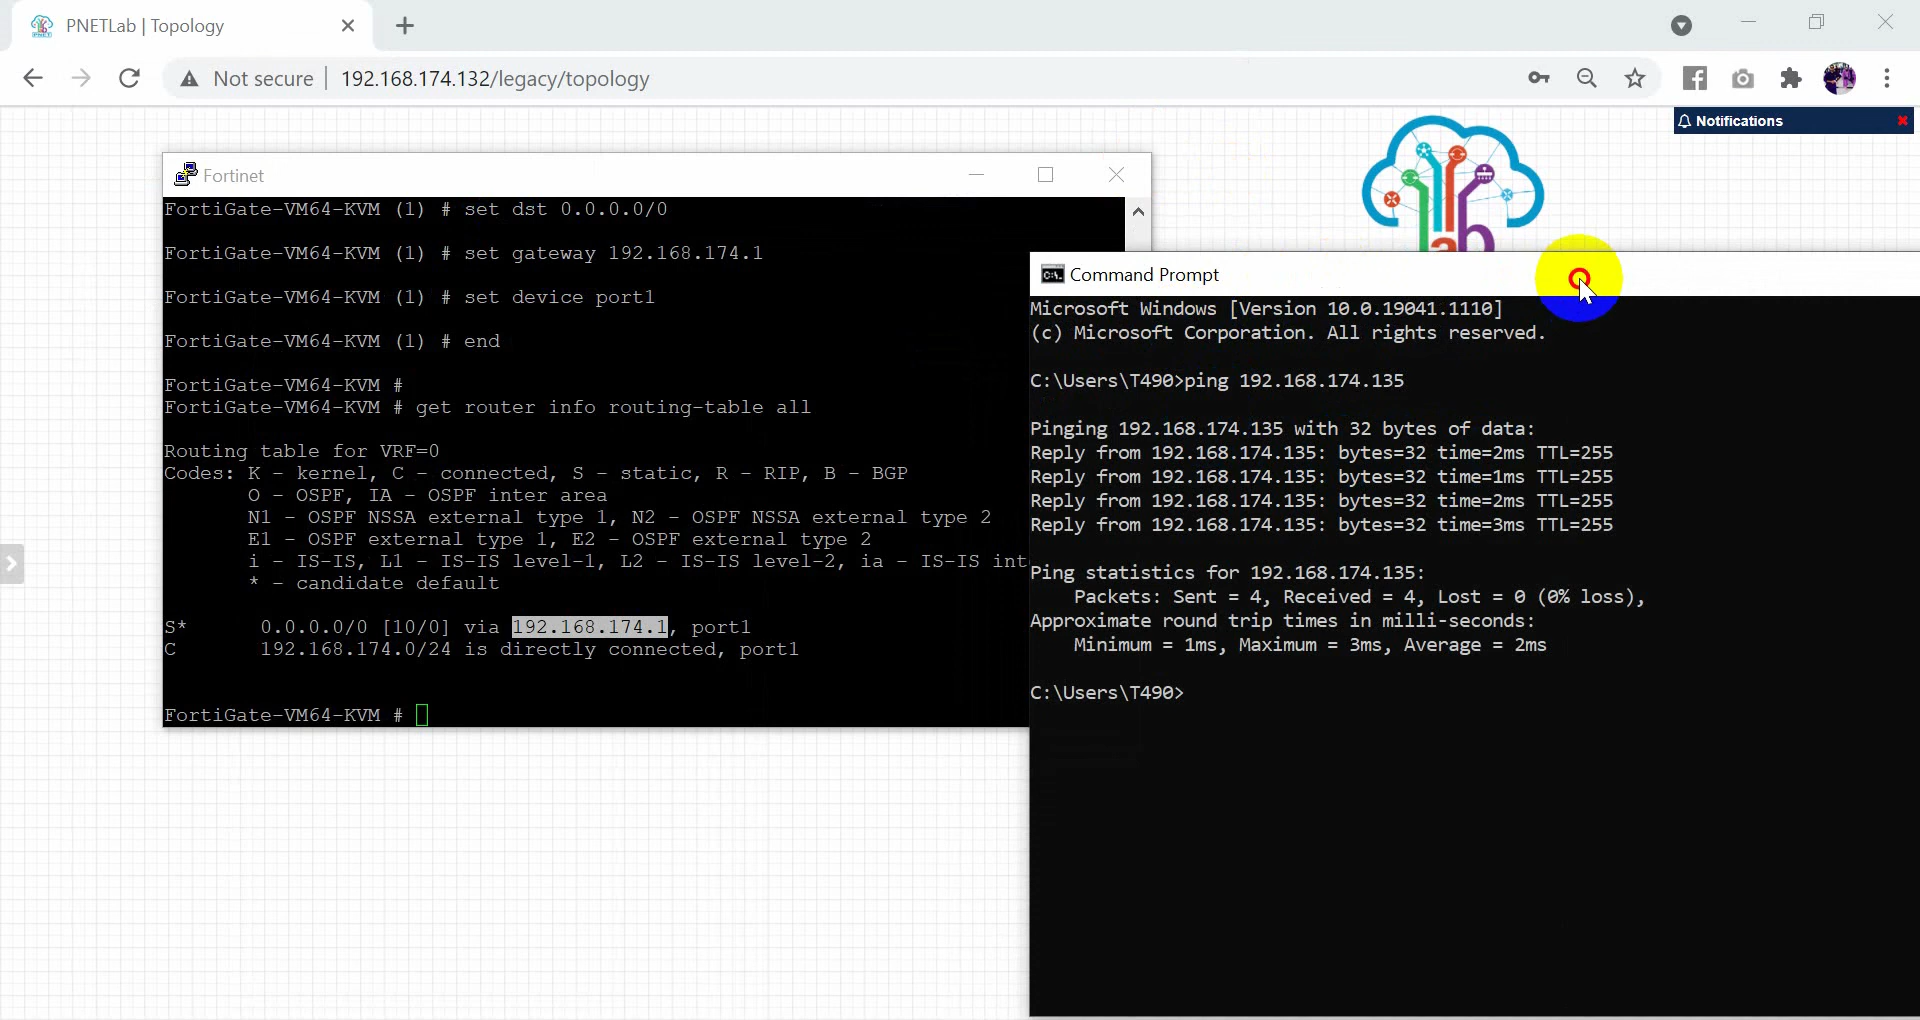 PNETLab | Topology
Not secure
192.168.174.132/legacy/topology
Notifications
Fortinet
FortiGate-VM64-KVM (1) # set dst 0.0.0.0/0
FortiGate-VM64-KVM (1) # set gateway 192.168.174.1
FortiGate-VM64-KVM (1) # set device port1
FortiGate-VM64-KVM (1) # end
FortiGate-VM64-KVM #
FortiGate-VM64-KVM # get router info routing-table all
Routing table for VRF=0
Codes: K - kernel, C - connected, S - static, R - RIP, B - BGP
O - OSPF, IA - OSPF inter area
N1 - OSPF NSSA external type 1, N2 - OSPF NSSA external type 2
E1 - OSPF external type 1, E2 - OSPF external type 2
i - IS-IS, L1 - IS-IS level-1, L2 - IS-IS level-2, ia - IS-IS int
* - candidate default
S* 0.0.0.0/0 [10/0] via 192.168.174.1, port1
C 192.168.174.0/24 is directly connected, port1
FortiGate-VM64-KVM #
Command Prompt
Microsoft Windows [Version 10.0.19041.1110]
(c) Microsoft Corporation. All rights reserved.
C:\Users\T490>ping 192.168.174.135
Pinging 192.168.174.135 with 32 bytes of data:
Reply from 192.168.174.135: bytes=32 time=2ms TTL=255
Reply from 192.168.174.135: bytes=32 time=1ms TTL=255
Reply from 192.168.174.135: bytes=32 time=2ms TTL=255
Reply from 192.168.174.135: bytes=32 time=3ms TTL=255
Ping statistics for 192.168.174.135:
Packets: Sent = 4, Received = 4, Lost = 0 (0% loss),
Approximate round trip times in milli-seconds:
Minimum = 1ms, Maximum = 3ms, Average = 2ms
C:\Users\T490>